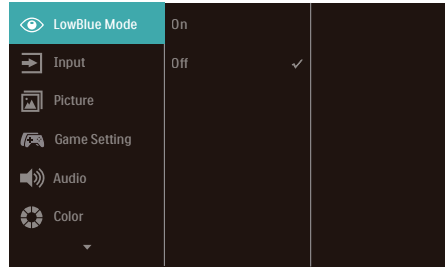 LowBlue Mode
On
Input
Off
Picture
Game Setting
Audio
Color